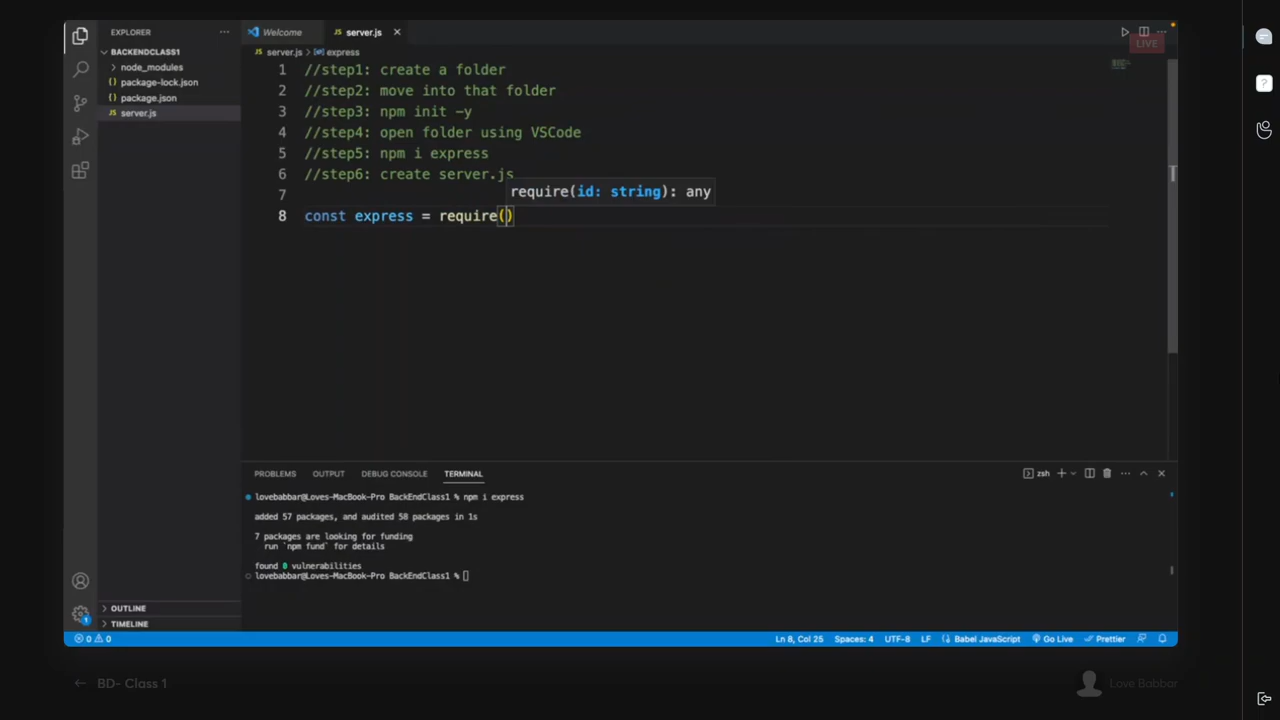 EXPLORER
Welcome
server.js
LIVE
BACKENDCLASS1
server.js > express
node_modules
package-lock.json
package.json
server.js
1 //step1: create a folder
2 //step2: move into that folder
3 //step3: npm init -y
4 //step4: open folder using VSCode
5 //step5: npm i express
6 //step6: create server.js
7
require(id: string): any
8 const express = require()
PROBLEMS OUTPUT DEBUG CONSOLE TERMINAL
zsh
lovebabbar@Loves-MacBook-Pro BackEndClass1 % npm i express
added 57 packages, and audited 58 packages in 1s
7 packages are looking for funding
run `npm fund` for details
found 0 vulnerabilities
lovebabbar@Loves-MacBook-Pro BackEndClass1 %
OUTLINE
TIMELINE
1
0 0
Ln 8, Col 25 Spaces: 4 UTF-8 LF Babel JavaScript Go Live Prettier
BD- Class 1
Love Babbar